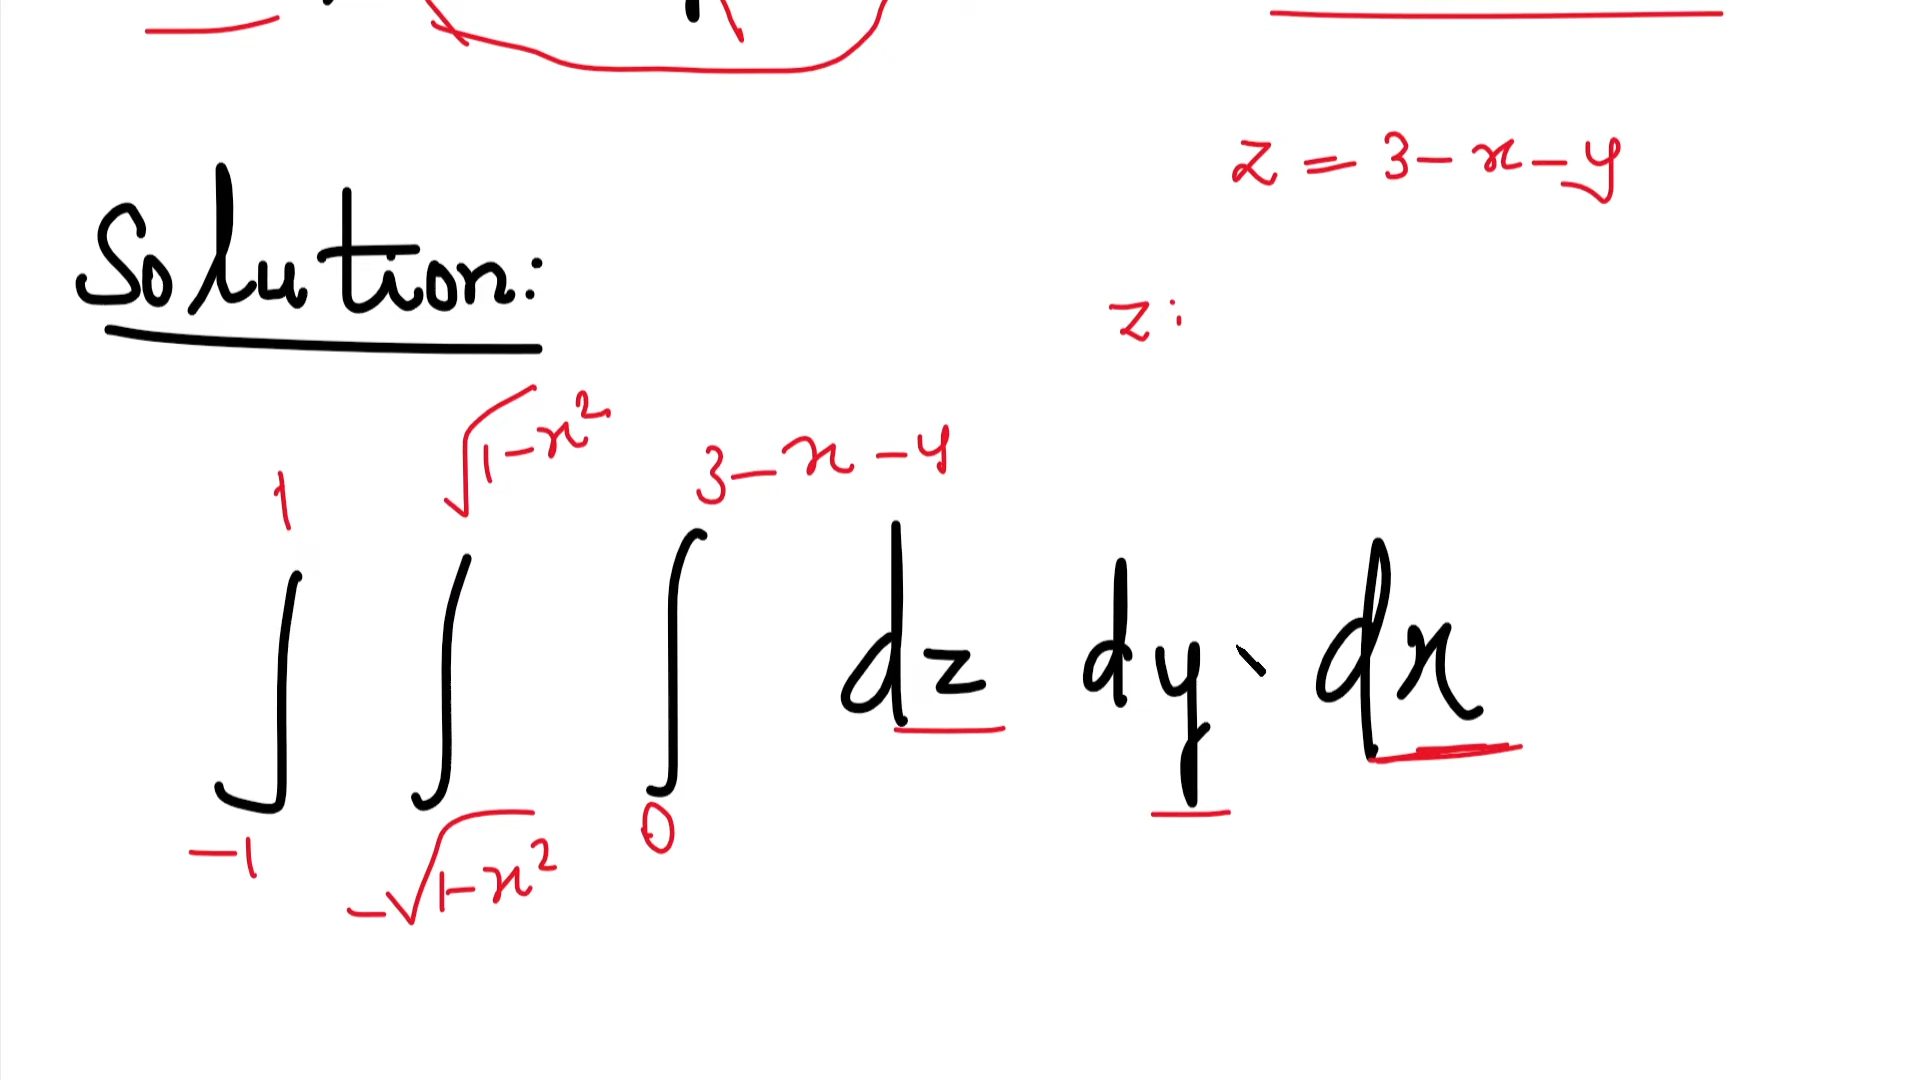 z = 3 - x - y
Solution:
z :
∫_{-1}^{1} ∫_{-√(1-x²)}^{√(1-x²)} ∫_{0}^{3-x-y} dz dy . dx